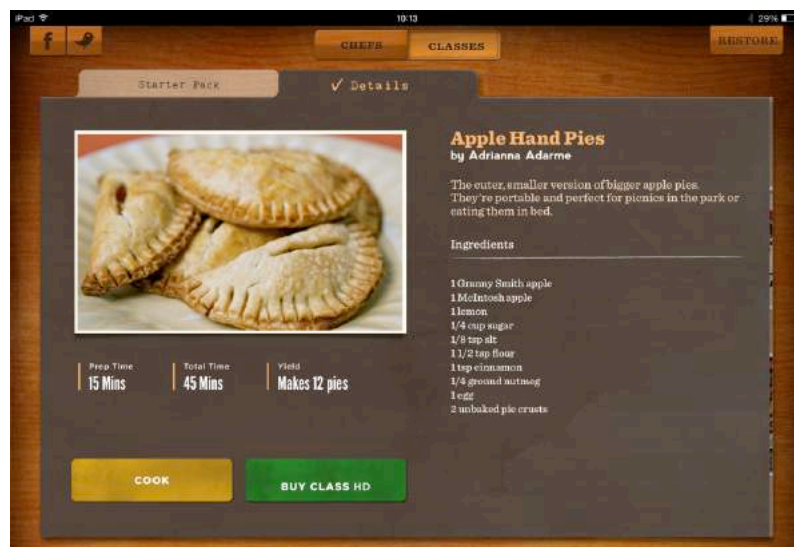 iPad
10:13
29%
f
CHEFS
CLASSES
RESTORE
Starter Pack
✓ Details
Apple Hand Pies
by Adrianna Adarme
The cuter, smaller version of bigger apple pies.
They're portable and perfect for picnics in the park or
eating them in bed.
Ingredients
1 Granny Smith apple
1 McIntosh apple
1 lemon
1/4 cup sugar
1/8 tsp slt
1 1/2 tsp flour
1 tsp cinnamon
1/4 ground nutmeg
1 egg
2 unbaked pie crusts
Prep Time
15 Mins
Total Time
45 Mins
Yield
Makes 12 pies
COOK
BUY CLASS HD